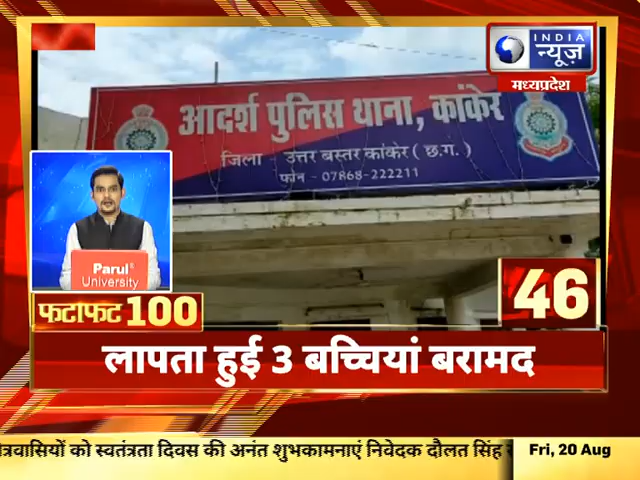 INDIA
न्यूज़
मध्यप्रदेश
आदर्श पुलिस थाना, कांकेर
जिला - उत्तर बस्तर कांकेर (छ.ग.)
फोन - 07868-222211
Parul
University
फटाफट 100
46
लापता हुई 3 बच्चियां बरामद
त्रवासियों को स्वतंत्रता दिवस की अनंत शुभकामनाएं निवेदक दौलत सिंह
Fri, 20 Aug